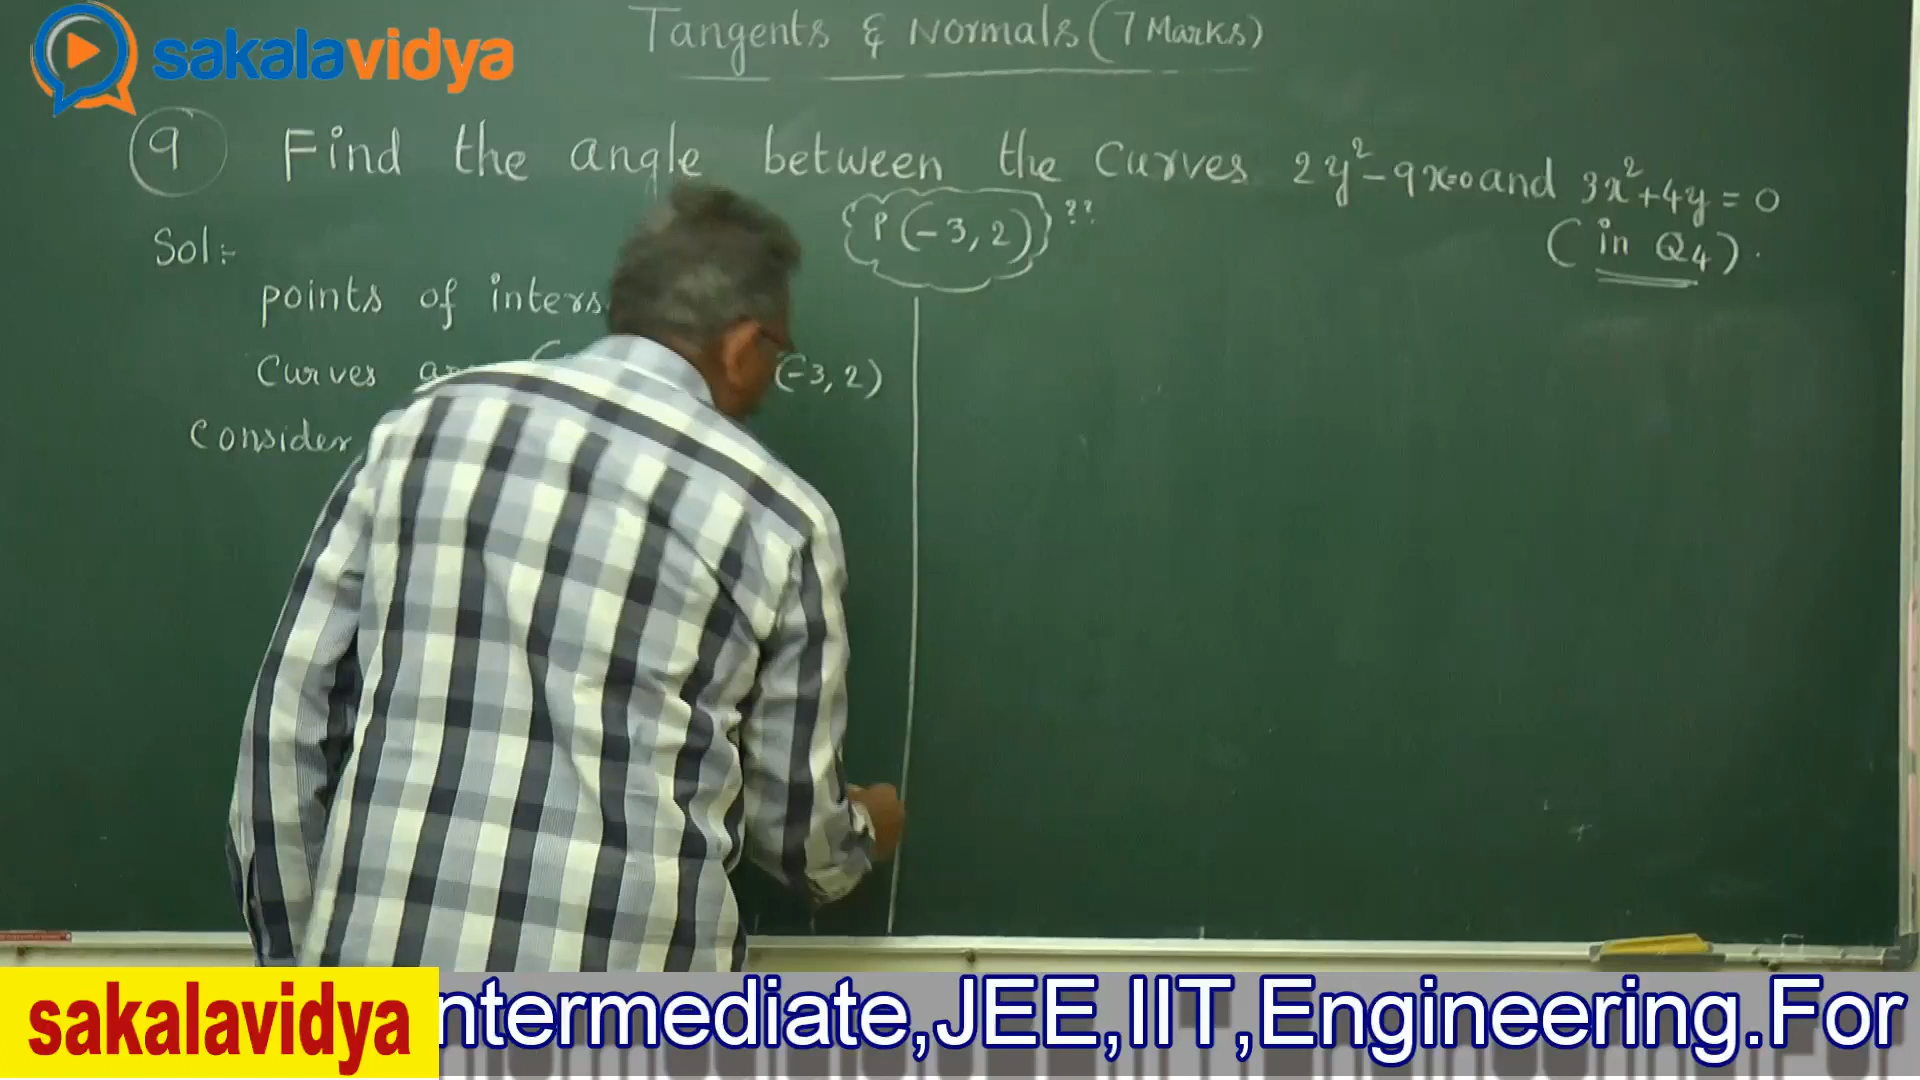 sakalavidya
Tangents & Normals (7 Marks)
9 Find the angle between the curves 2y²-9x=0 and 3x²+4y=0
(in Q4).
P(-3,2) ??
Sol:-
points of inters
Curves (-3,2)
Consider
sakalavidya
ntermediate,JEE,IIT,Engineering.For